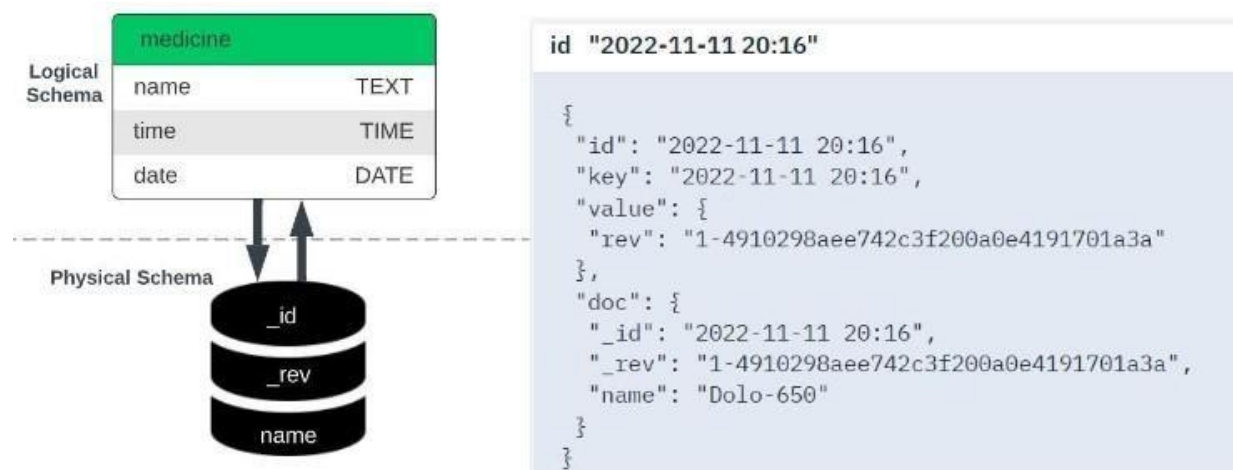 medicine
Logical
Schema
name TEXT
time TIME
date DATE
Physical Schema
_id
_rev
name
id "2022-11-11 20:16"
{
"id": "2022-11-11 20:16",
"key": "2022-11-11 20:16",
"value": {
"rev": "1-4910298aee742c3f200a0e4191701a3a"
},
"doc": {
"_id": "2022-11-11 20:16",
"_rev": "1-4910298aee742c3f200a0e4191701a3a",
"name": "Dolo-650"
}
}